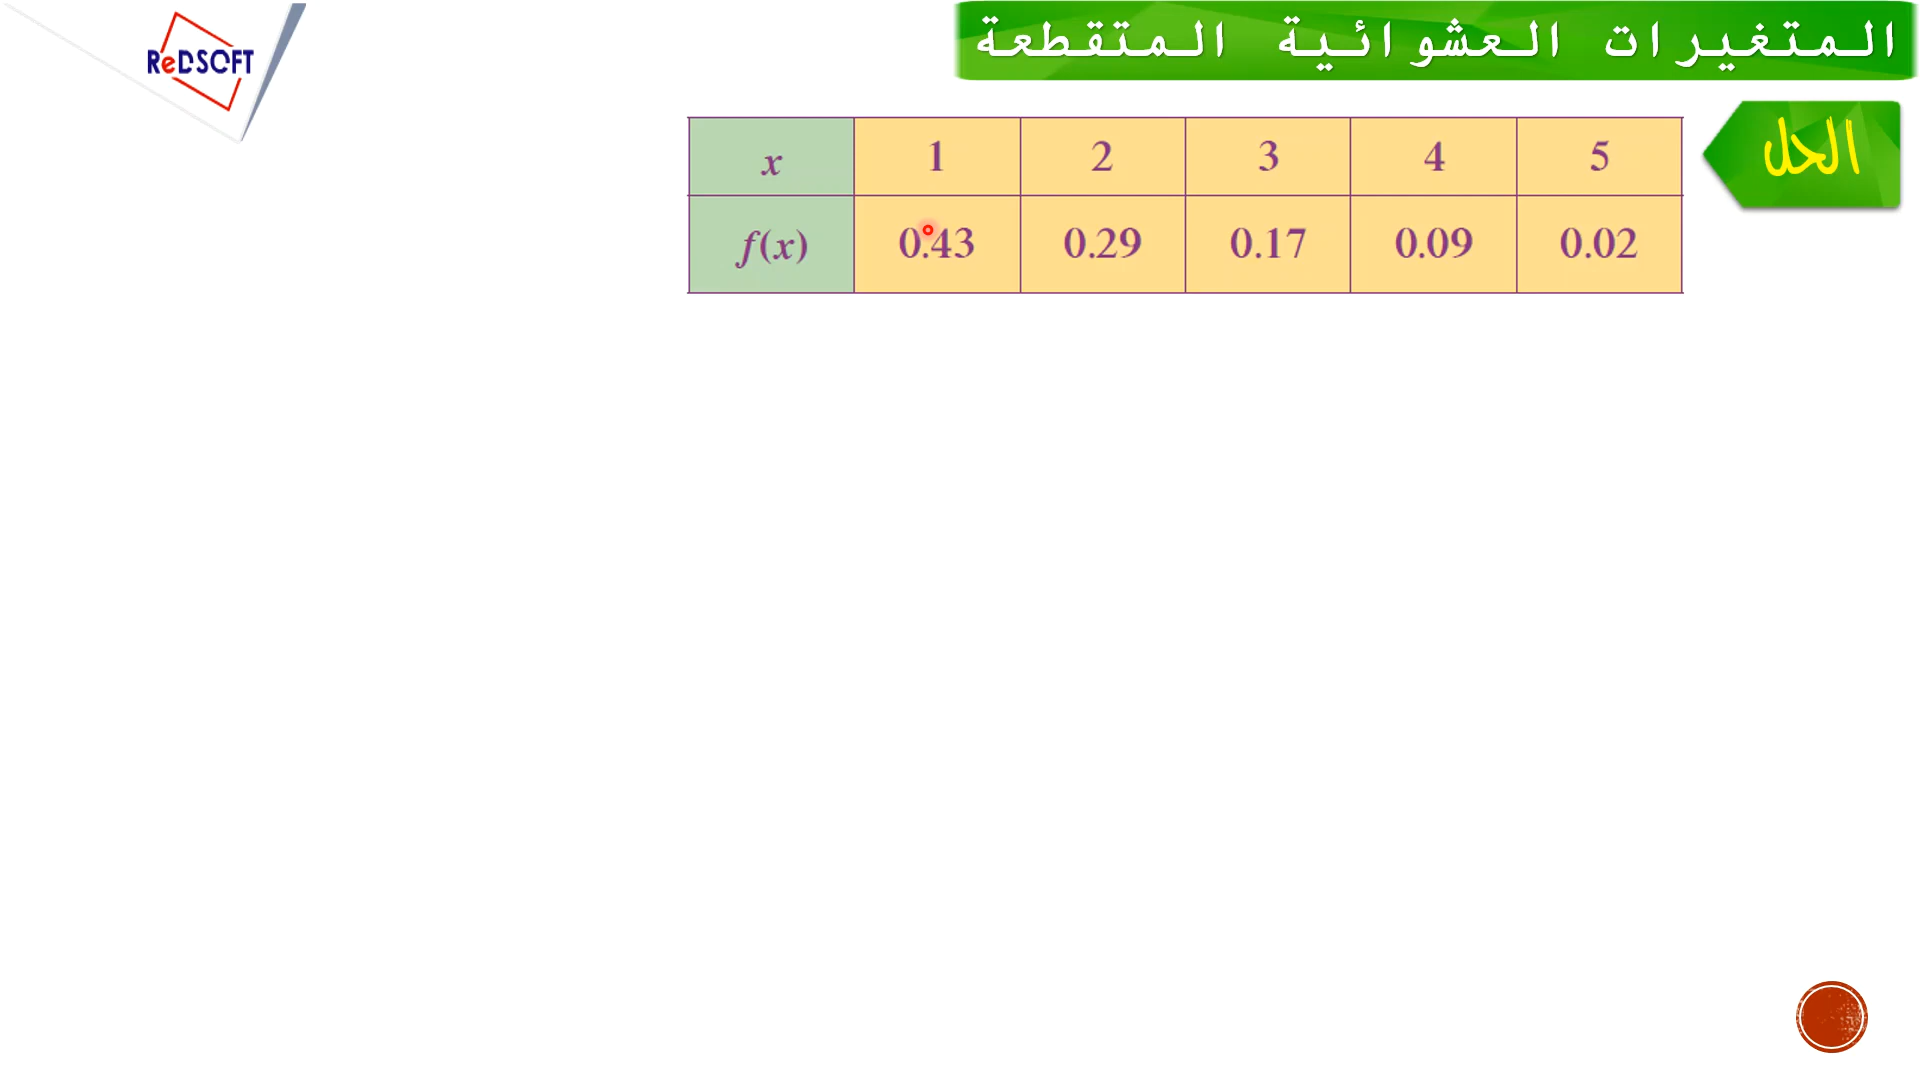 ReDSOFT
المتغيرات العشوائية المتقطعة
الحل
x 1 2 3 4 5
f(x) 0.43 0.29 0.17 0.09 0.02